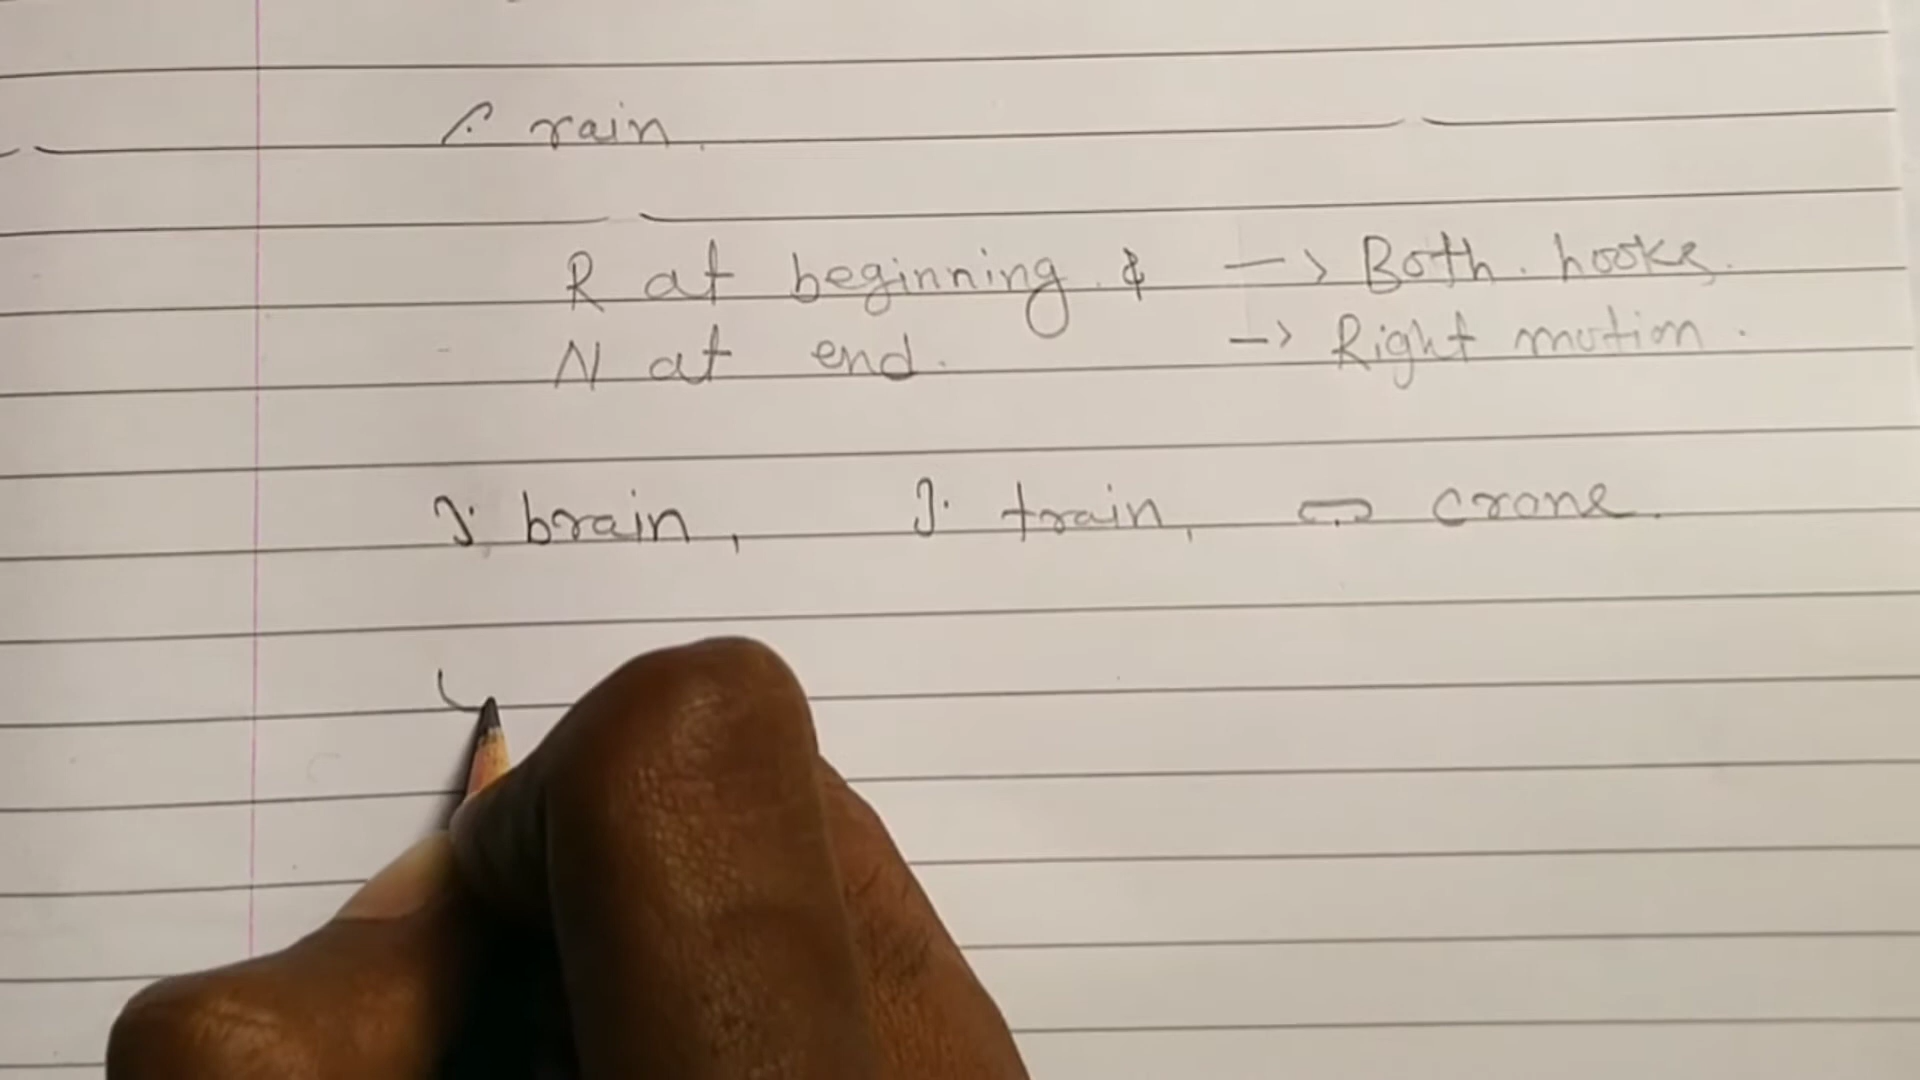 rain.
R at beginning & → Both hooks.
N at end. → Right motion.
brain, train, crane.